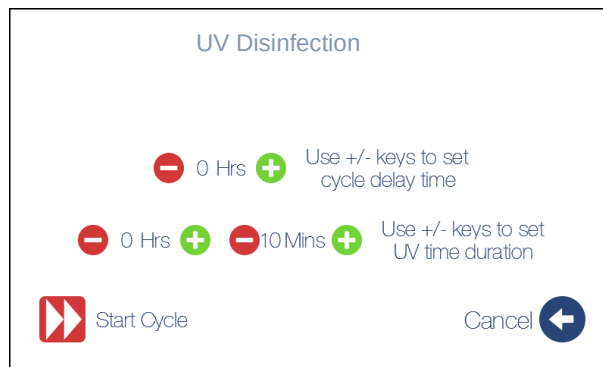 UV Disinfection
0 Hrs Use +/- keys to set
cycle delay time
0 Hrs 10 Mins Use +/- keys to set
UV time duration
Start Cycle Cancel